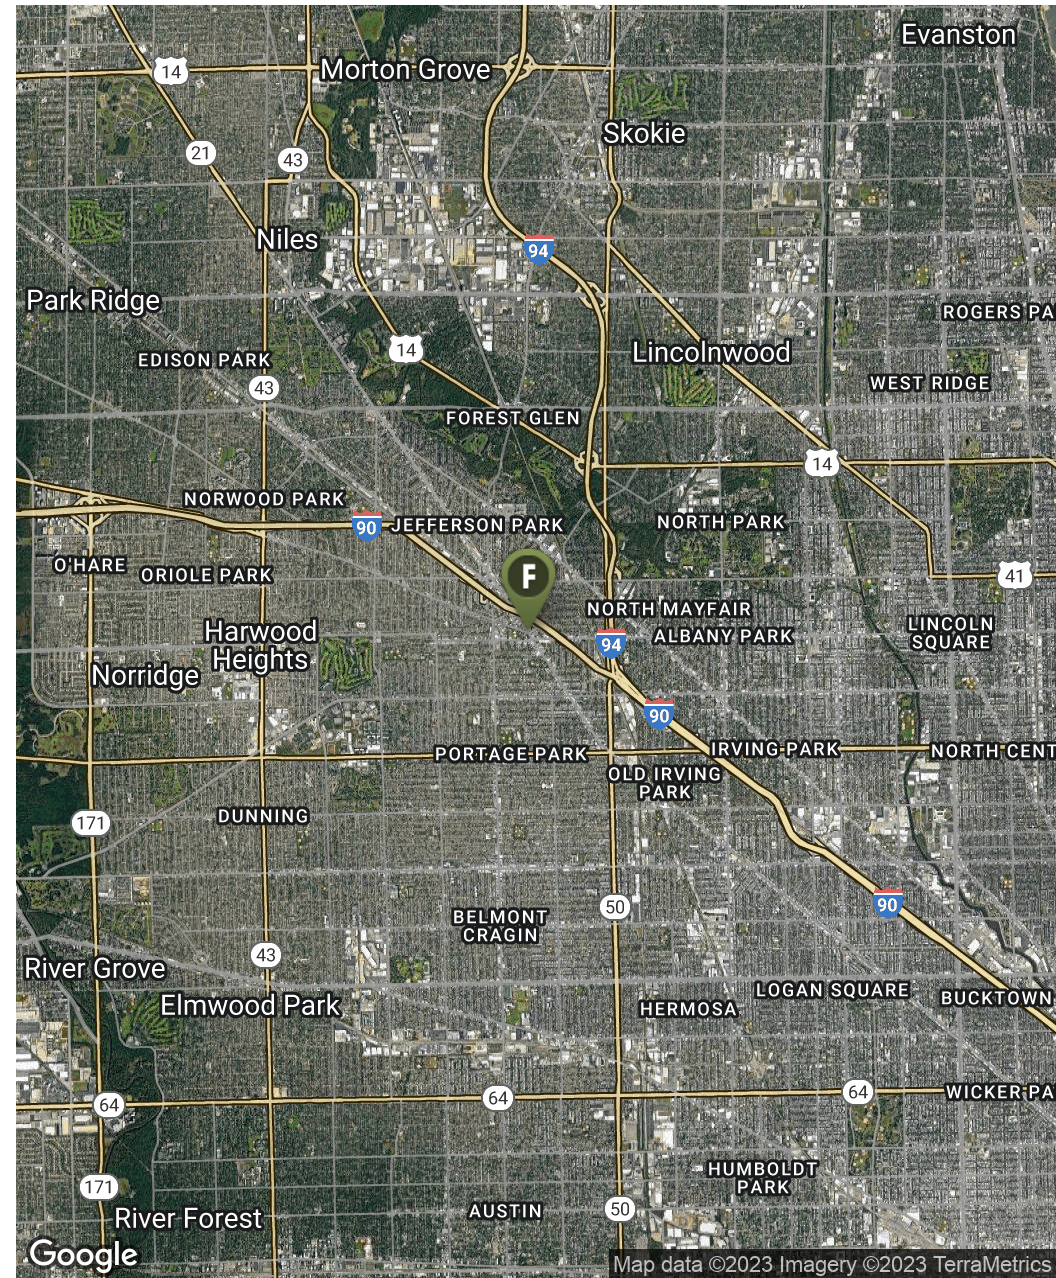 Evanston
14
Morton Grove
Skokie
21
43
Niles
94
Park Ridge
ROGERS PA
14
Lincolnwood
EDISON PARK
43
WEST RIDGE
FOREST GLEN
14
NORWOOD PARK
90
JEFFERSON PARK
NORTH PARK
O'HARE
ORIOLE PARK
F
41
NORTH MAYFAIR
94
ALBANY PARK
LINCOLN
SQUARE
Harwood
Heights
Norridge
90
PORTAGE PARK
IRVING PARK
NORTH CENT
OLD IRVING
PARK
171
DUNNING
50
90
BELMONT
CRAGIN
43
River Grove
Elmwood Park
HERMOSA
LOGAN SQUARE
BUCKTOWN
64
64
64
WICKER PA
171
HUMBOLDT
PARK
River Forest
AUSTIN
50
Google
Map data ©2023 Imagery ©2023 TerraMetrics